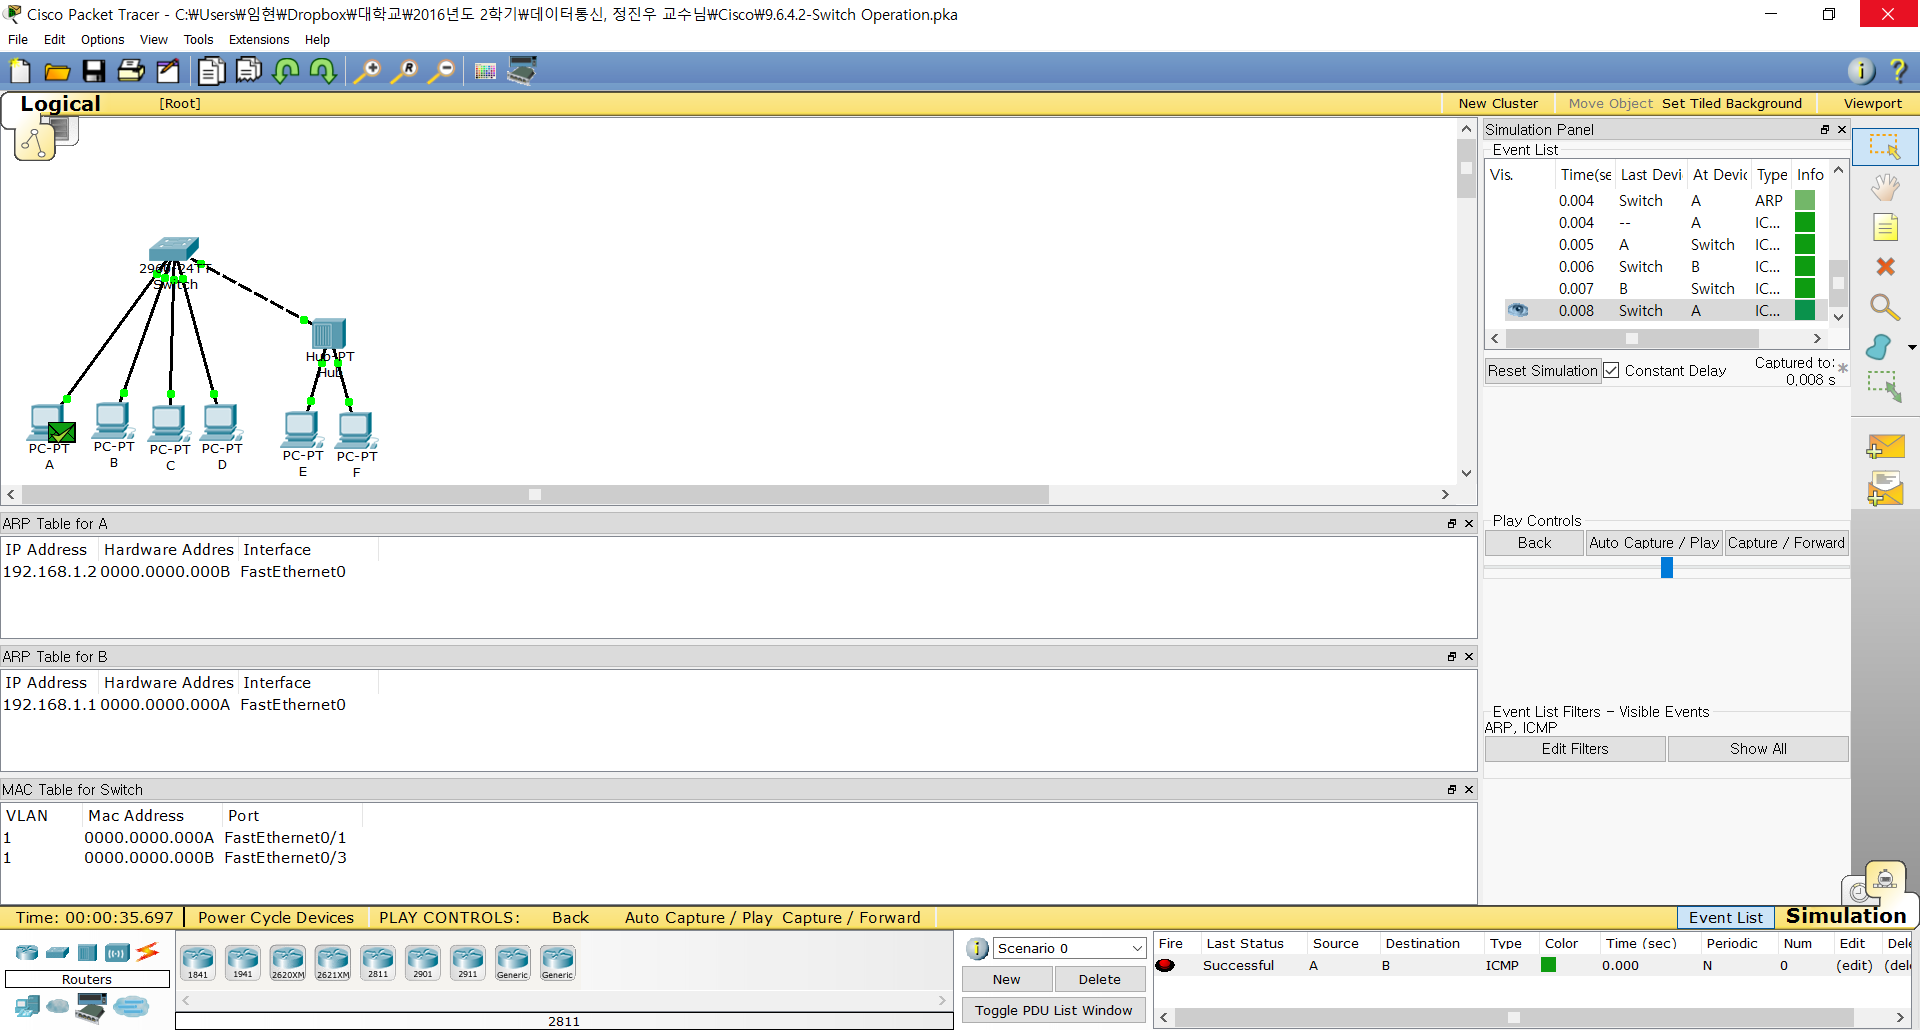 Cisco Packet Tracer - C:₩Users₩임현₩Dropbox₩대학교₩2016년도 2학기₩데이터통신, 정진우 교수님₩Cisco₩9.6.4.2-Switch Operation.pka
File Edit Options View Tools Extensions Help
Logical [Root] New Cluster Move Object Set Tiled Background Viewport
2960-24TT
Switch
Hub-PT
Hub
PC-PT
A
PC-PT
B
PC-PT
C
PC-PT
D
PC-PT
E
PC-PT
F
Simulation Panel
Event List
Vis. Time(se Last Devi At Devic Type Info
0.004 Switch A ARP
0.004 -- A IC...
0.005 A Switch IC...
0.006 Switch B IC...
0.007 B Switch IC...
0.008 Switch A IC...
Reset Simulation Constant Delay Captured to:
0.008 s
Play Controls
Back Auto Capture / Play Capture / Forward
Event List Filters - Visible Events
ARP, ICMP
Edit Filters Show All
ARP Table for A
IP Address Hardware Addres Interface
192.168.1.2 0000.0000.000B FastEthernet0
ARP Table for B
IP Address Hardware Addres Interface
192.168.1.1 0000.0000.000A FastEthernet0
MAC Table for Switch
VLAN Mac Address Port
1 0000.0000.000A FastEthernet0/1
1 0000.0000.000B FastEthernet0/3
Time: 00:00:35.697 Power Cycle Devices PLAY CONTROLS: Back Auto Capture / Play Capture / Forward Event List Simulation
Routers
1841 1941 2620XM 2621XM 2811 2901 2911 Generic Generic
2811
Scenario 0
New Delete
Toggle PDU List Window
Fire Last Status Source Destination Type Color Time (sec) Periodic Num Edit Dele
Successful A B ICMP 0.000 N 0 (edit) (del